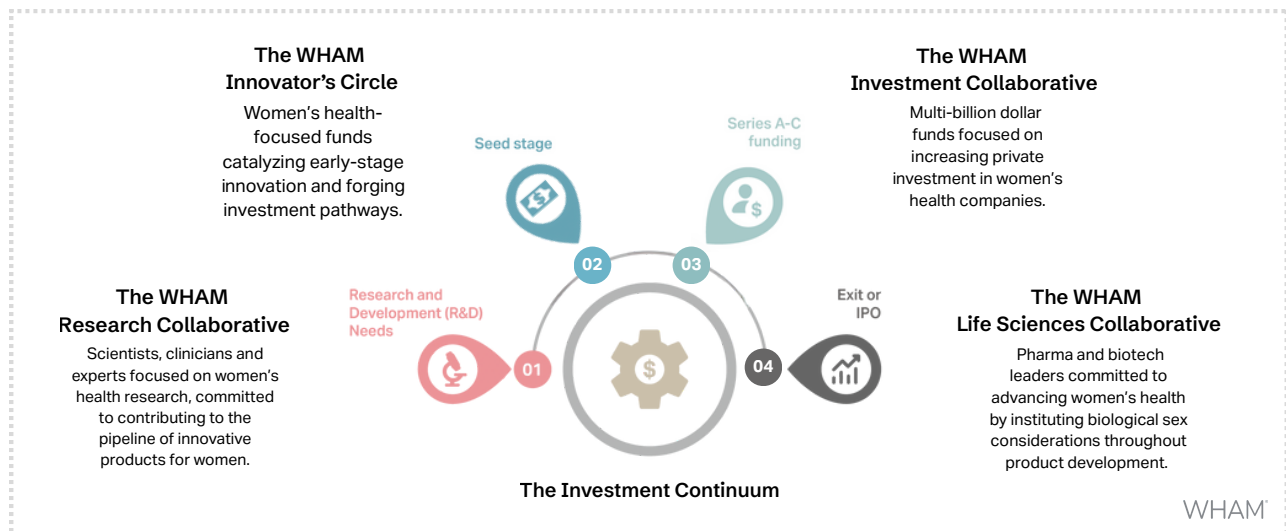 The WHAM
Innovator's Circle
Women's health-
focused funds
catalyzing early-stage
innovation and forging
investment pathways.
Seed stage
$
02
Series A-C
funding
$
03
The WHAM
Investment Collaborative
Multi-billion dollar
funds focused on
increasing private
investment in women's
health companies.
The WHAM
Research Collaborative
Scientists, clinicians and
experts focused on women's
health research, committed
to contributing to the
pipeline of innovative
products for women.
Research and
Development (R&D)
Needs
01
$
04
Exit or
IPO
The WHAM
Life Sciences Collaborative
Pharma and biotech
leaders committed to
advancing women's health
by instituting biological sex
considerations throughout
product development.
The Investment Continuum
WHAM